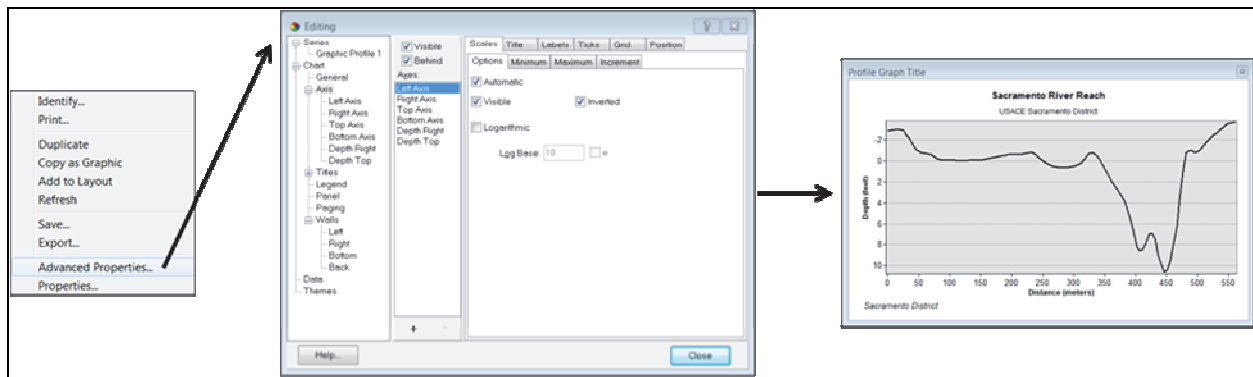 Identify...
Print...
Duplicate
Copy as Graphic
Add to Layout
Refresh
Save...
Export...
Advanced Properties...
Properties...
Editing
Series
Graphic Profile 1
Chart
General
Axis
Left Axis
Right Axis
Top Axis
Bottom Axis
Depth Right
Depth Top
Titles
Legend
Panel
Paging
Walls
Left
Right
Bottom
Back
Data
Themes
Visible
Behind
Axes:
Left Axis
Right Axis
Top Axis
Bottom Axis
Depth Right
Depth Top
Scales Title Labels Ticks Grid Position
Options Minimum Maximum Increment
Automatic
Visible Inverted
Logarithmic
Log Base: 10 e
Help...
Close
Profile Graph Title
Sacramento River Reach
USACE Sacramento District:
Depth (feet)
-2
0
2
4
6
8
10
0 50 100 150 200 250 300 350 400 450 500 550
Distance (meters)
Sacramento District